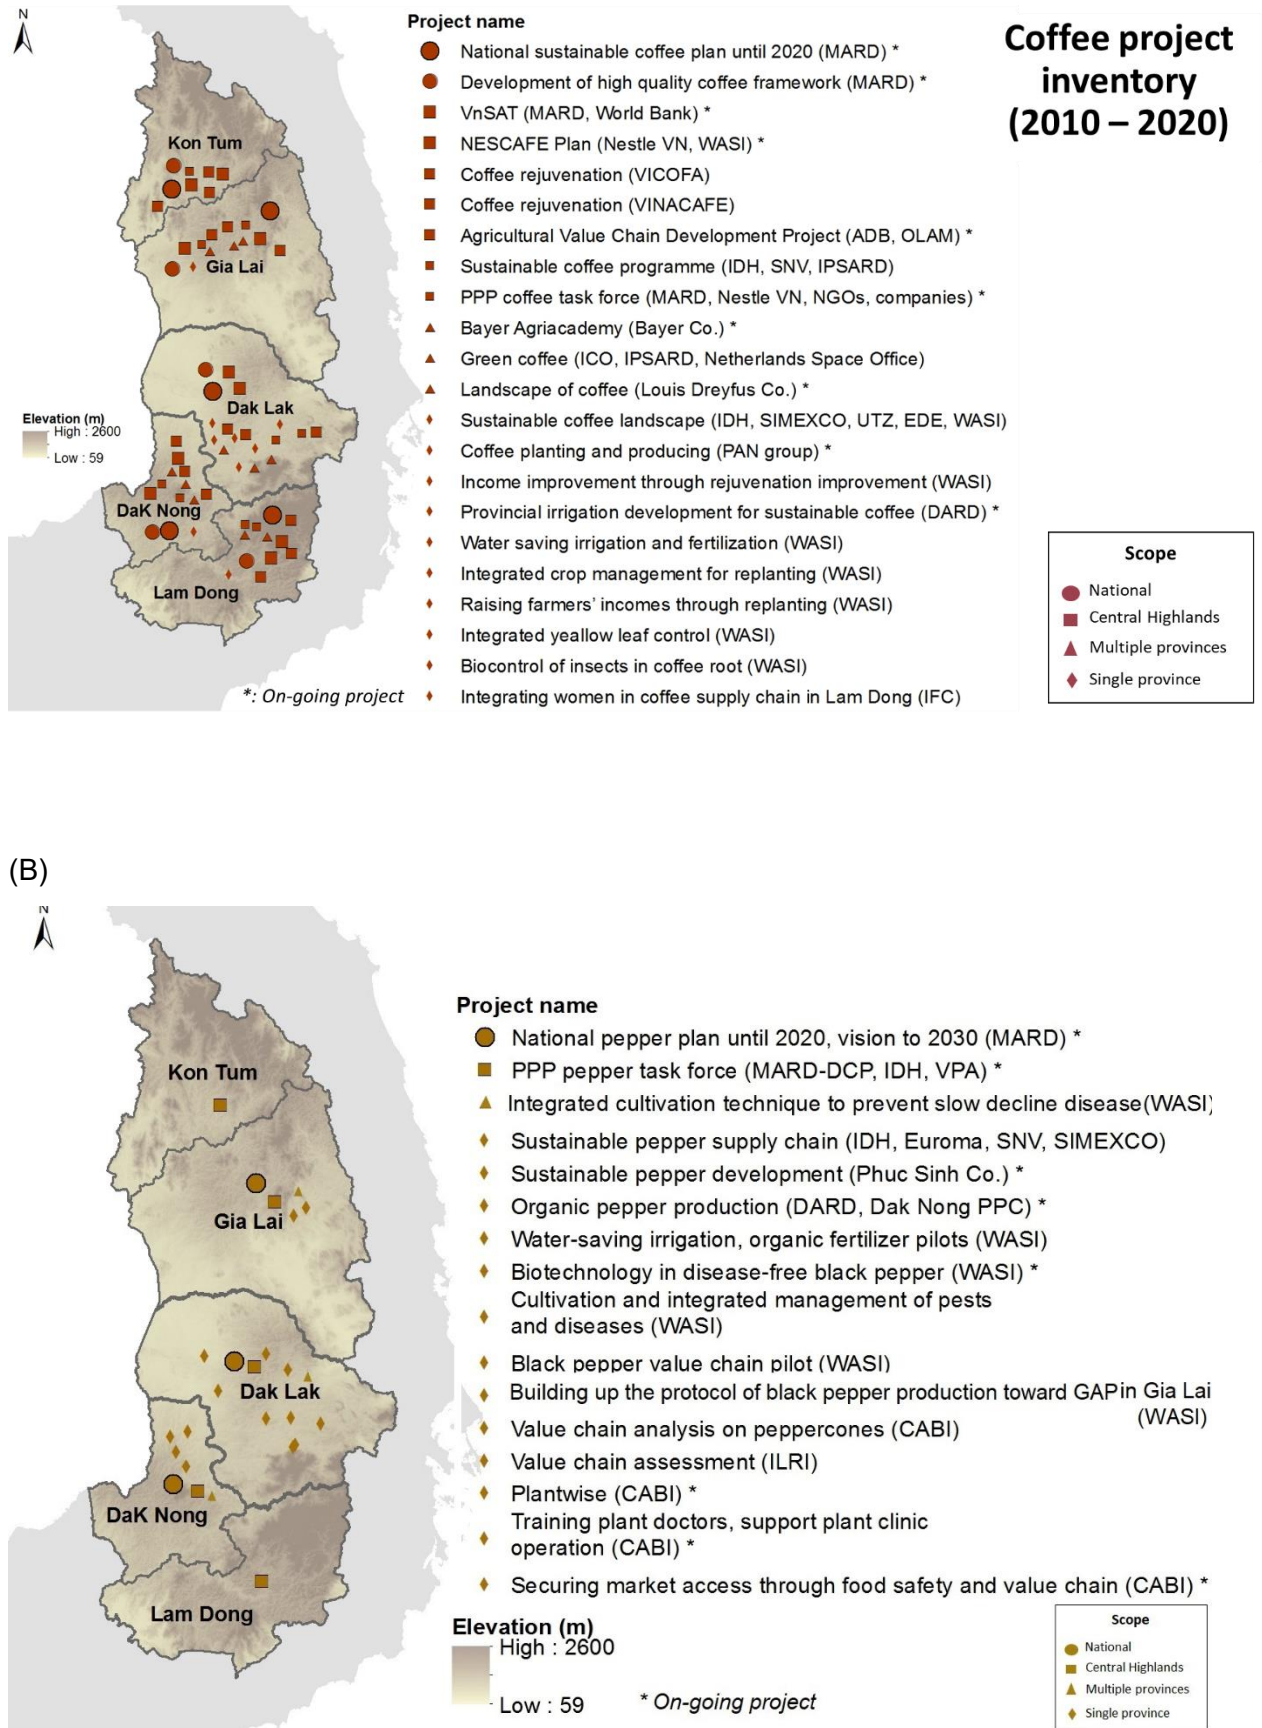 N
Project name
National sustainable coffee plan until 2020 (MARD) *
Development of high quality coffee framework (MARD) *
VnSAT (MARD, World Bank) *
NESCAFE Plan (Nestle VN, WASI) *
Coffee rejuvenation (VICOFA)
Coffee rejuvenation (VINACAFE)
Agricultural Value Chain Development Project (ADB, OLAM) *
Sustainable coffee programme (IDH, SNV, IPSARD)
PPP coffee task force (MARD, Nestle VN, NGOs, companies) *
Bayer Agriacademy (Bayer Co.) *
Green coffee (ICO, IPSARD, Netherlands Space Office)
Landscape of coffee (Louis Dreyfus Co.) *
Sustainable coffee landscape (IDH, SIMEXCO, UTZ, EDE, WASI)
Coffee planting and producing (PAN group) *
Income improvement through rejuvenation improvement (WASI)
Provincial irrigation development for sustainable coffee (DARD) *
Water saving irrigation and fertilization (WASI)
Integrated crop management for replanting (WASI)
Raising farmers' incomes through replanting (WASI)
Integrated yeallow leaf control (WASI)
Biocontrol of insects in coffee root (WASI)
Integrating women in coffee supply chain in Lam Dong (IFC)
Coffee project
inventory
(2010 – 2020)
Kon Tum
Gia Lai
Dak Lak
DaK Nong
Lam Dong
Elevation (m)
High : 2600
Low : 59
*: On-going project
Scope
National
Central Highlands
Multiple provinces
Single province
(B)
N
Kon Tum
Gia Lai
Dak Lak
DaK Nong
Lam Dong
Project name
National pepper plan until 2020, vision to 2030 (MARD) *
PPP pepper task force (MARD-DCP, IDH, VPA) *
Integrated cultivation technique to prevent slow decline disease(WASI)
Sustainable pepper supply chain (IDH, Euroma, SNV, SIMEXCO)
Sustainable pepper development (Phuc Sinh Co.) *
Organic pepper production (DARD, Dak Nong PPC) *
Water-saving irrigation, organic fertilizer pilots (WASI)
Biotechnology in disease-free black pepper (WASI) *
Cultivation and integrated management of pests
and diseases (WASI)
Black pepper value chain pilot (WASI)
Building up the protocol of black pepper production toward GAP in Gia Lai
(WASI)
Value chain analysis on peppercones (CABI)
Value chain assessment (ILRI)
Plantwise (CABI) *
Training plant doctors, support plant clinic
operation (CABI) *
Securing market access through food safety and value chain (CABI) *
Elevation (m)
High : 2600
Low : 59
* On-going project
Scope
National
Central Highlands
Multiple provinces
Single province